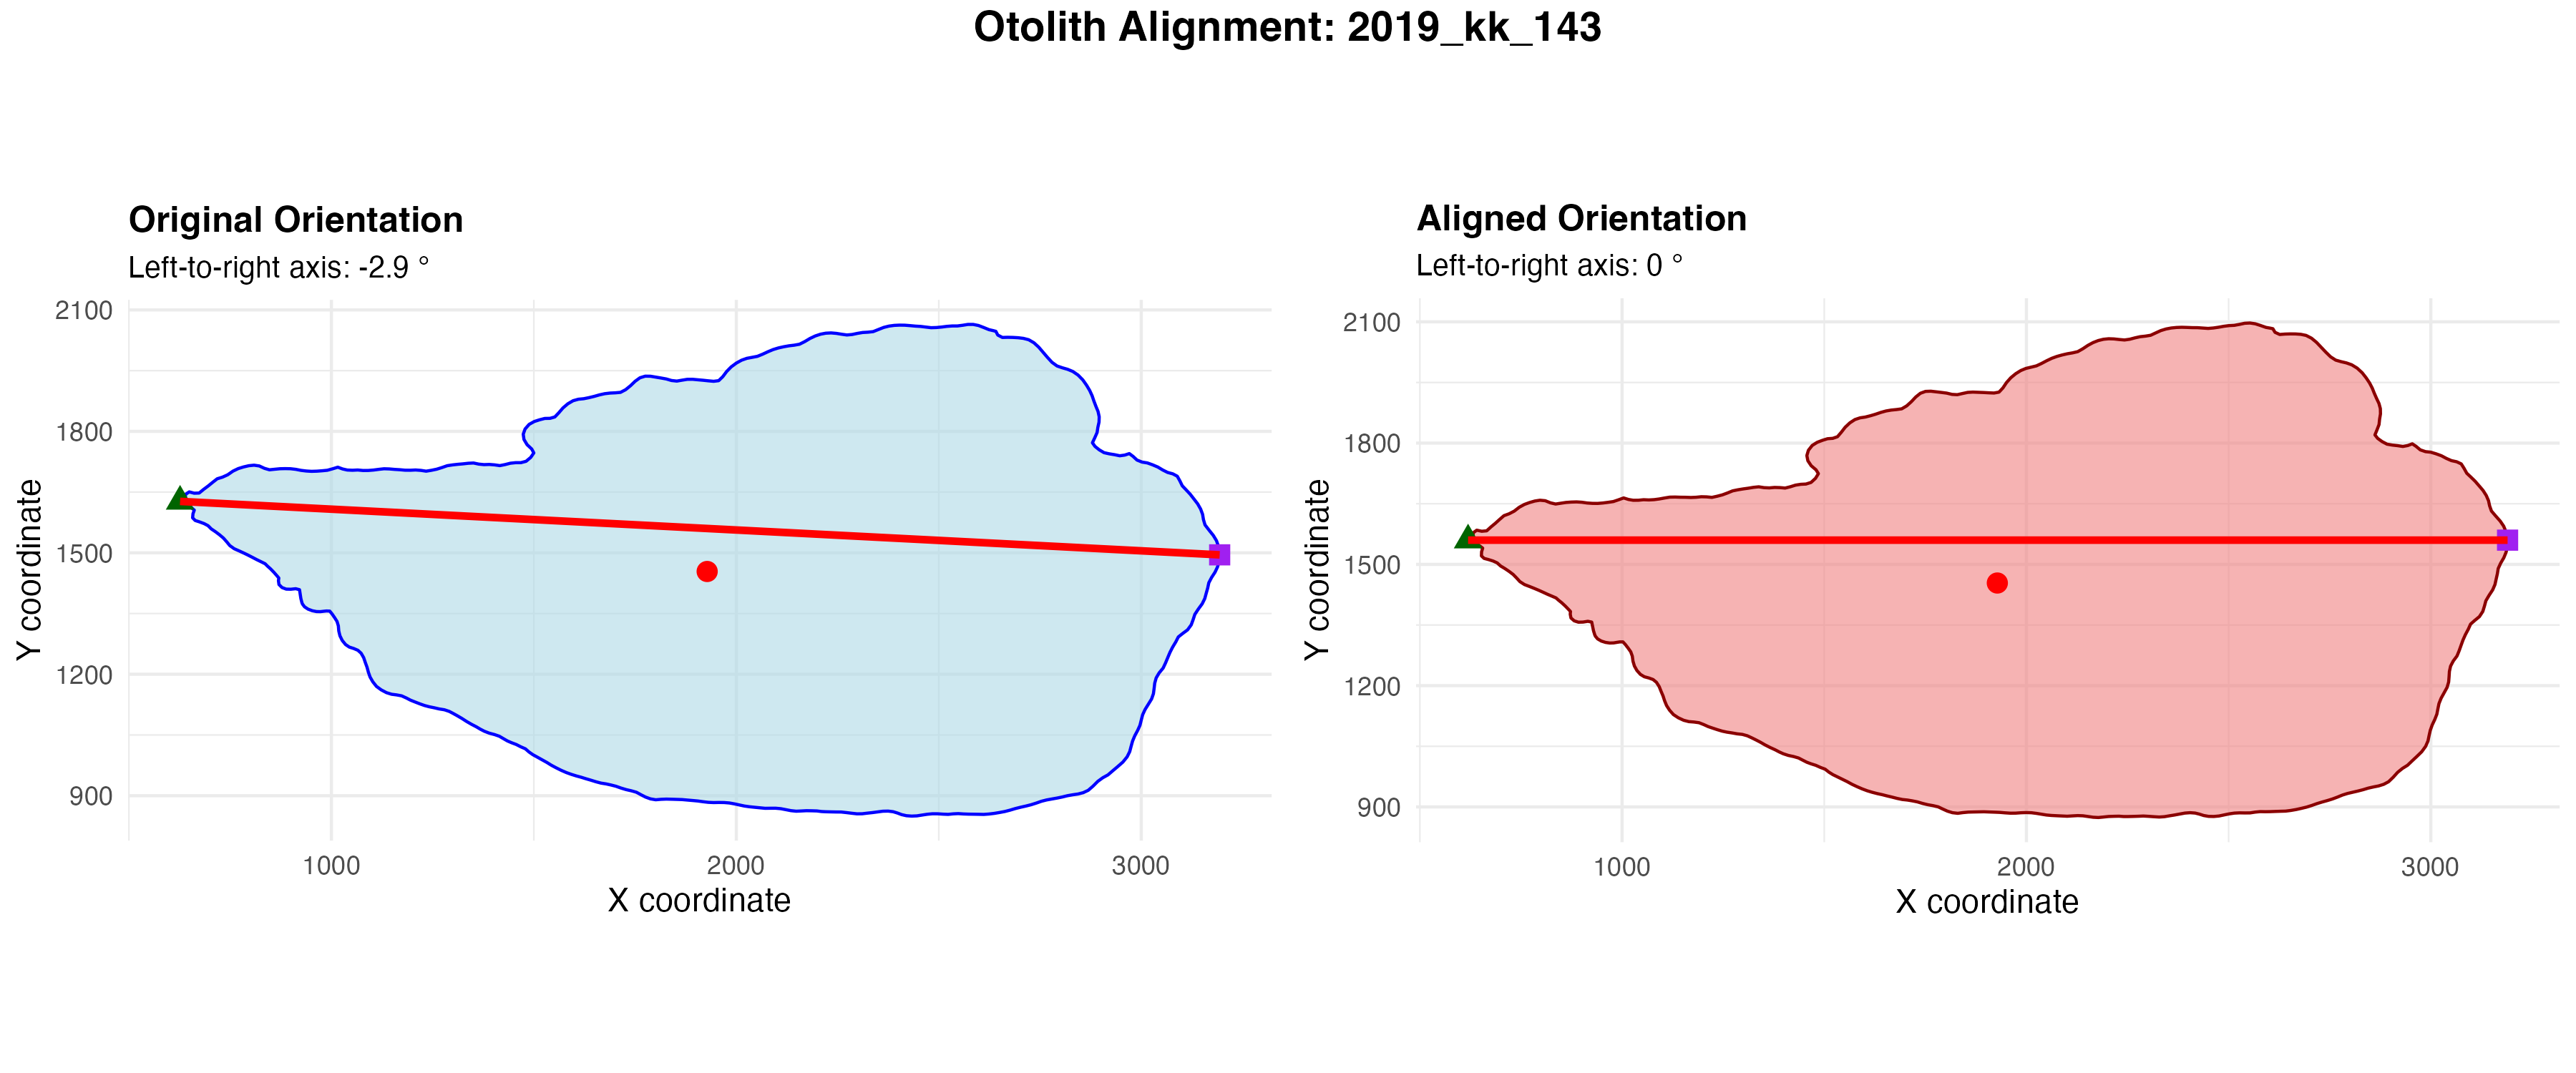 Otolith Alignment: 2019_kk_143
Original Orientation
Left-to-right axis: -2.9 °
2100
1800
1500
1200
900
Y coordinate
1000
2000
3000
X coordinate
Aligned Orientation
Left-to-right axis: 0 °
2100
1800
1500
1200
900
Y coordinate
1000
2000
3000
X coordinate